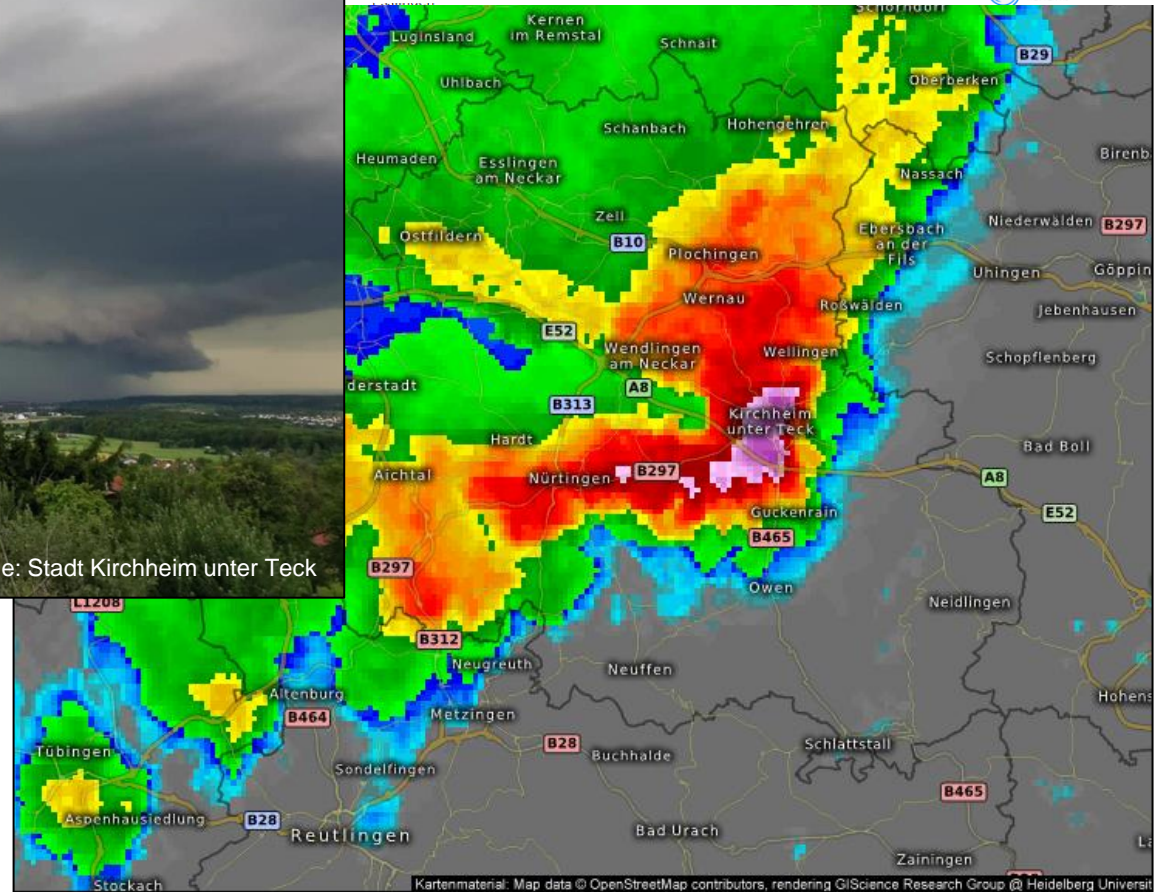 Kernen
im Remstal
Luginsland
Schnait
B29
Uhlbach
Oberberken
Schanbach
Hohengehren
Heumaden
Esslingen
am Neckar
Nassach
Zell
Niederwälden
B297
Ostfildern
B10
Ebersbach
an der
Fils
Plochingen
Uhingen
Göppin
Wernau
Roßwälden
Jebenhausen
E52
Wendlingen
am Neckar
Wellingen
Schopflenberg
derstadt
A8
B313
Kirchheim
unter Teck
Hardt
Bad Boll
Aichtal
Nürtingen
B297
A8
Guckenrain
E52
B465
e: Stadt Kirchheim unter Teck
B297
Owen
L1208
Neidlingen
B312
Neugreuth
Neuffen
Altenburg
Hohens
B464
Metzingen
Tübingen
B28
Buchhalde
Schlattstall
Sondelfingen
B465
Aspenhausiedlung
B28
Reutlingen
Bad Urach
Zainingen
Stockach
Kartenmaterial: Map data © OpenStreetMap contributors, rendering GIScience Research Group @ Heidelberg Universit